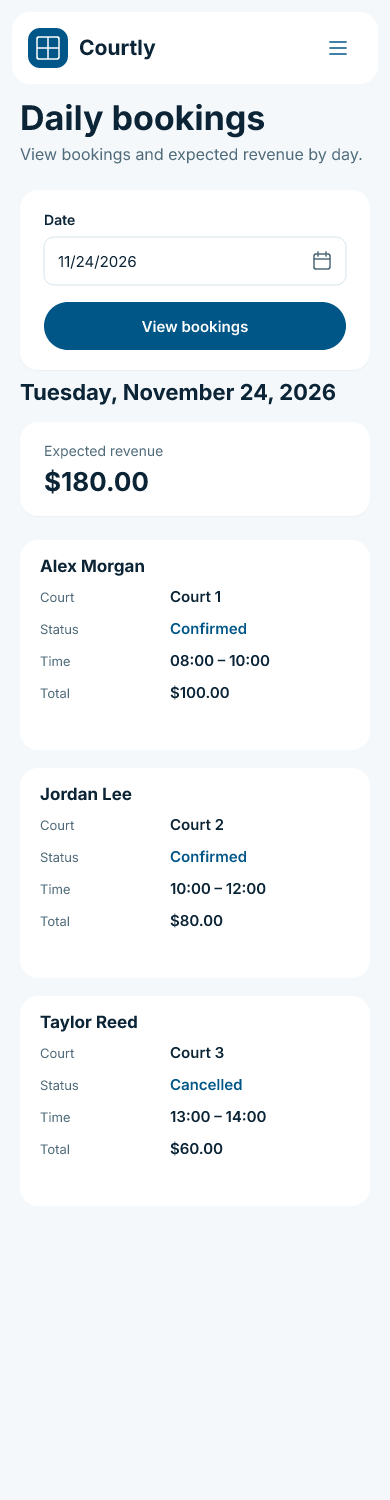 Courtly
Daily bookings
View bookings and expected revenue by day.
Date
11/24/2026
View bookings
Tuesday, November 24, 2026
Expected revenue
$180.00
Alex Morgan
Court Court 1
Status Confirmed
Time 08:00 – 10:00
Total $100.00
Jordan Lee
Court Court 2
Status Confirmed
Time 10:00 – 12:00
Total $80.00
Taylor Reed
Court Court 3
Status Cancelled
Time 13:00 – 14:00
Total $60.00